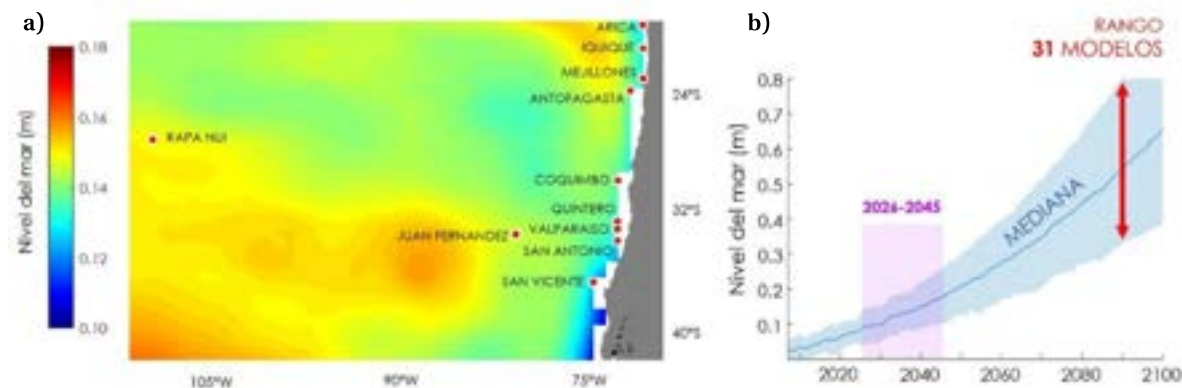 a)
Nivel del mar (m)
0.18
0.16
0.14
0.12
0.10
ARICA
IQUIQUE
MEJILLONES
ANTOFAGASTA
RAPA NUI
COQUIMBO
QUINTERO
VALPARAISO
JUAN FERNANDEZ
SAN ANTONIO
SAN VICENTE
24°S
32°S
40°S
105°W
90°W
75°W
b)
RANGO
31 MODELOS
Nivel del mar (m)
0.8
0.7
0.6
0.5
0.4
0.3
0.2
0.1
2026-2045
MEDIANA
2020
2040
2060
2080
2100